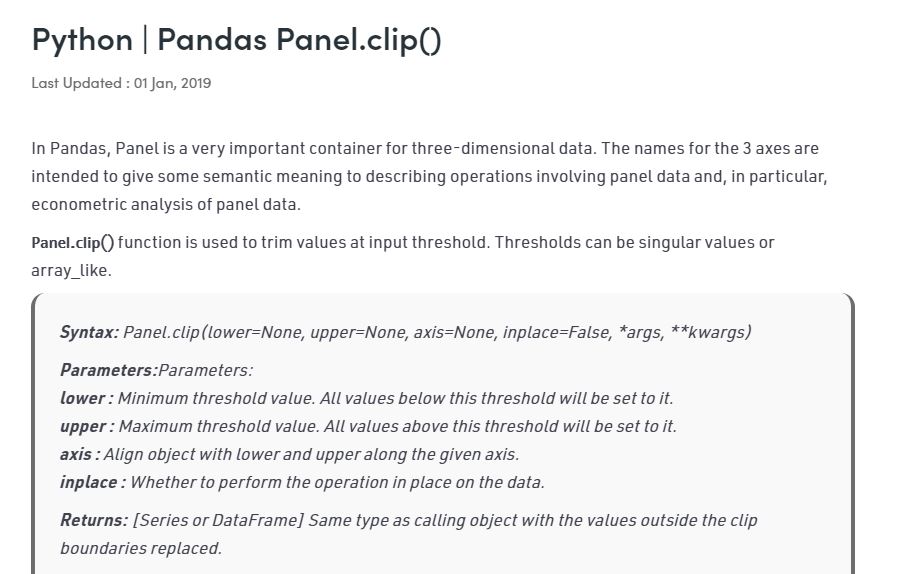 Python | Pandas Panel.clip()
Last Updated : 01 Jan, 2019
In Pandas, Panel is a very important container for three-dimensional data. The names for the 3 axes are
intended to give some semantic meaning to describing operations involving panel data and, in particular,
econometric analysis of panel data.
Panel.clip() function is used to trim values at input threshold. Thresholds can be singular values or
array_like.
Syntax: Panel.clip(lower=None, upper=None, axis=None, inplace=False, *args, **kwargs)
Parameters:Parameters:
lower : Minimum threshold value. All values below this threshold will be set to it.
upper : Maximum threshold value. All values above this threshold will be set to it.
axis : Align object with lower and upper along the given axis.
inplace : Whether to perform the operation in place on the data.
Returns: [Series or DataFrame] Same type as calling object with the values outside the clip
boundaries replaced.